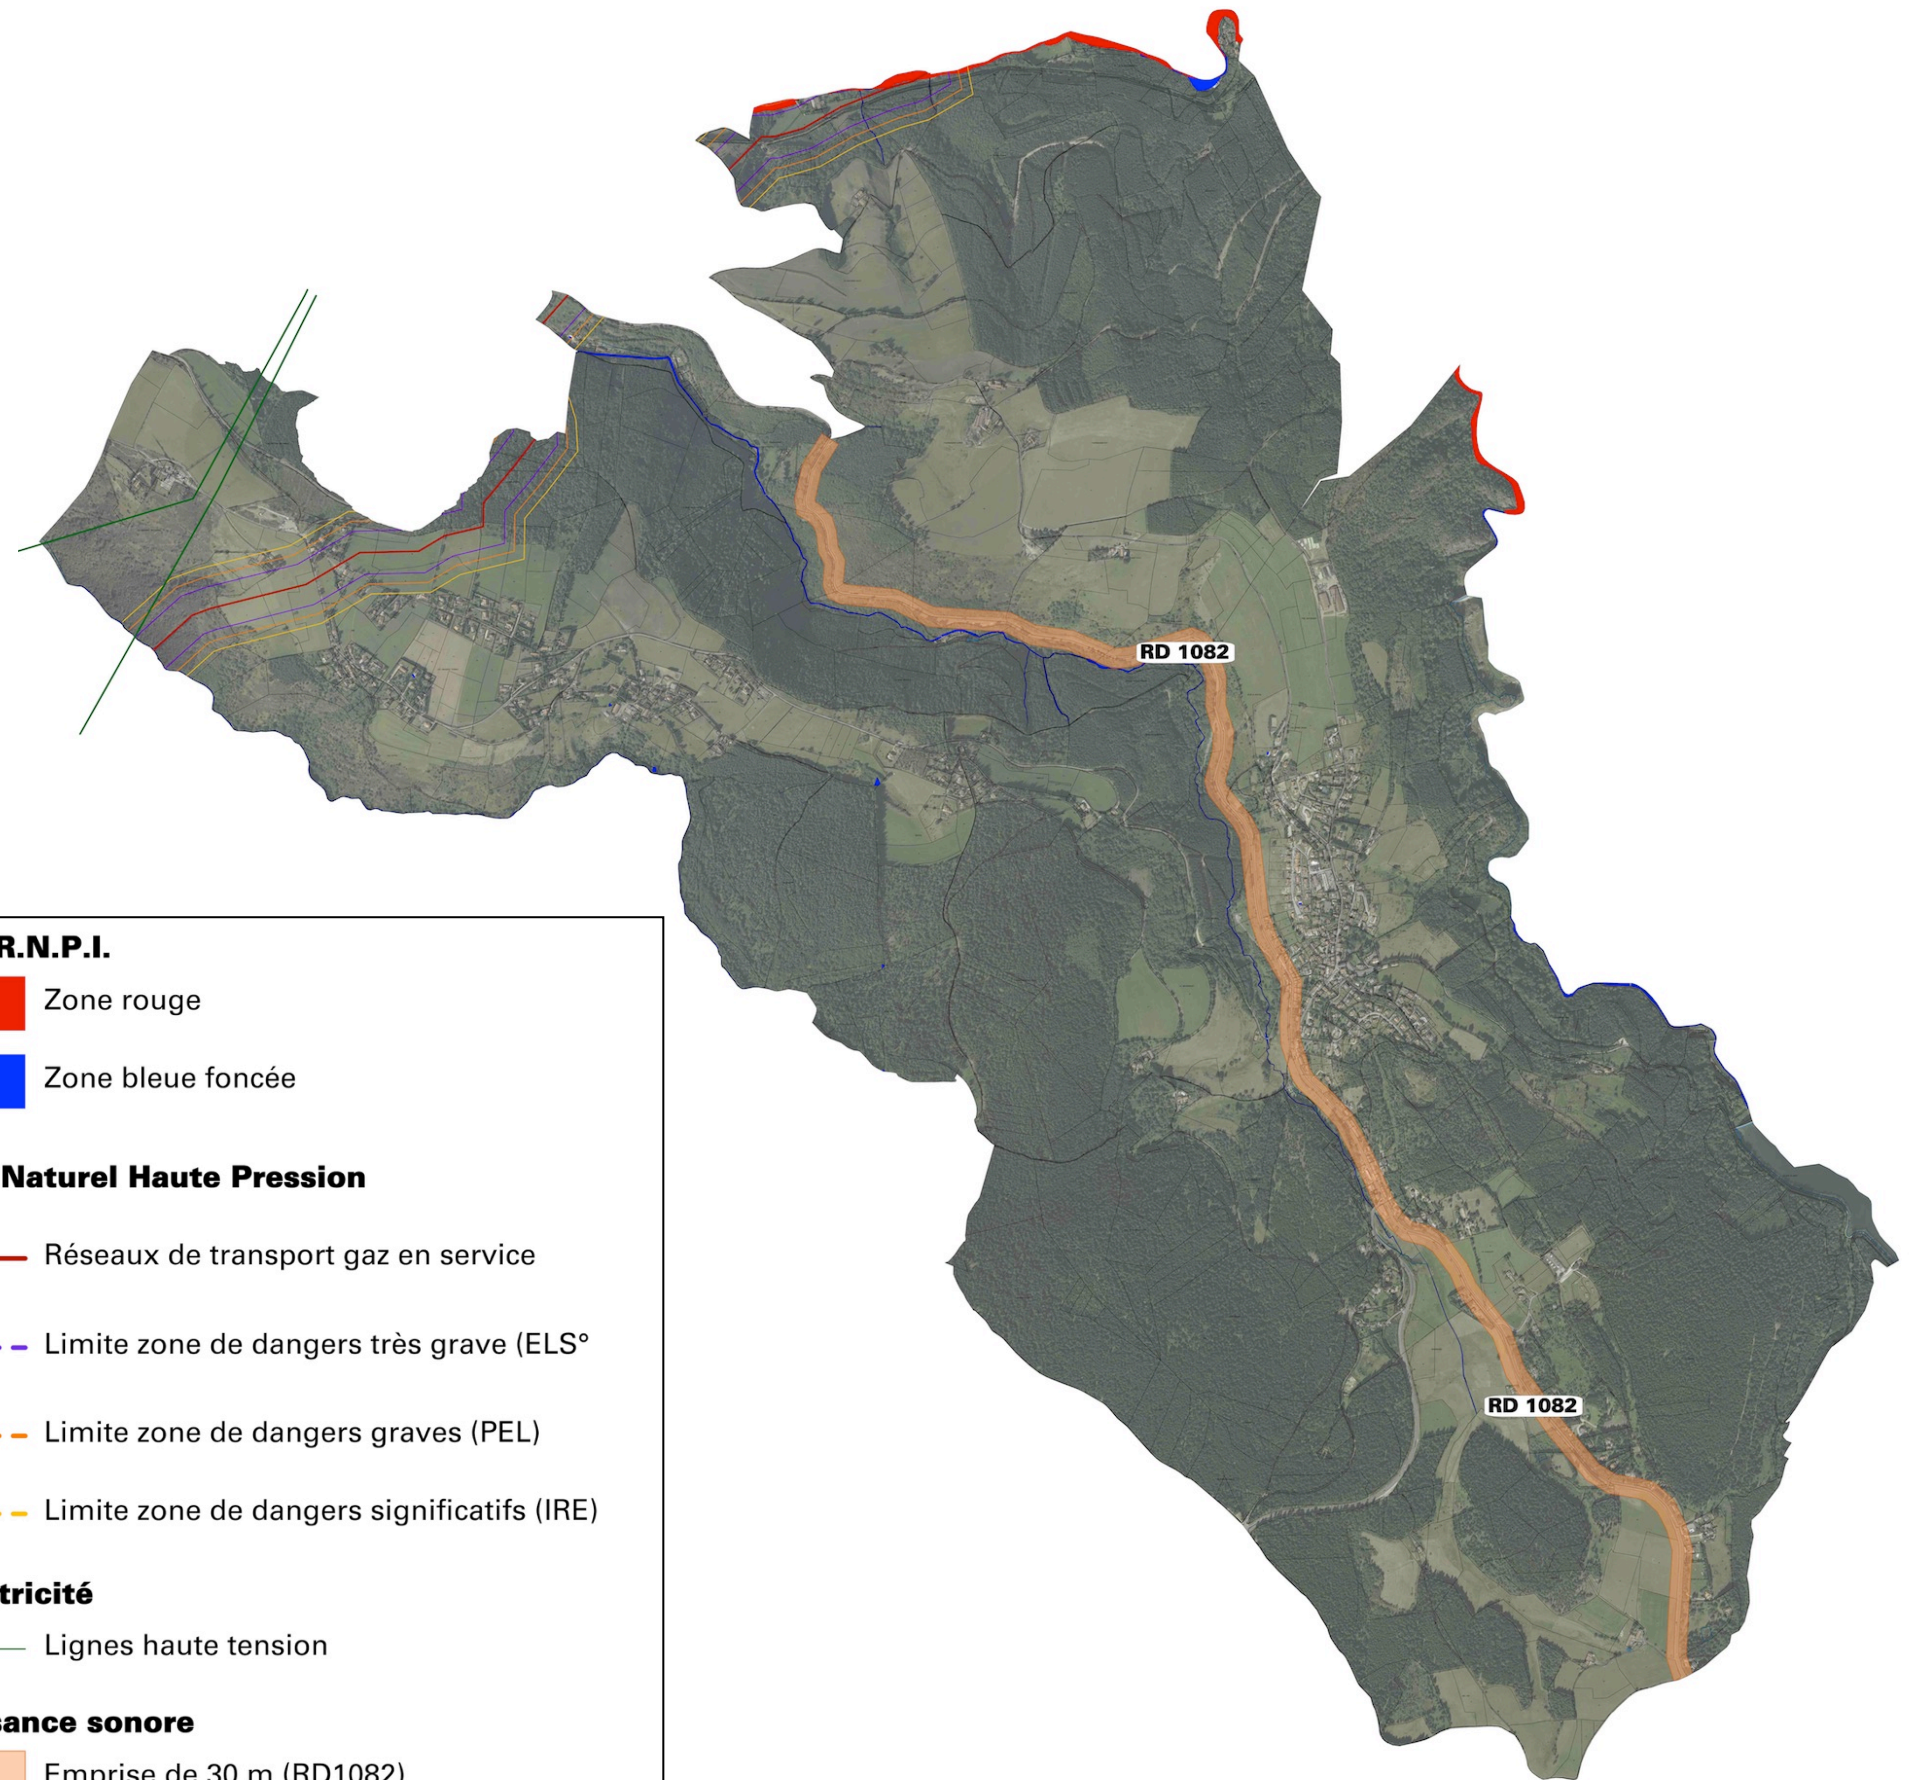 RD 1082
RD 1082
R.N.P.I.
Zone rouge
Zone bleue foncée
Naturel Haute Pression
Réseaux de transport gaz en service
Limite zone de dangers très grave (ELS°
Limite zone de dangers graves (PEL)
Limite zone de dangers significatifs (IRE)
tricité
Lignes haute tension
sance sonore
Emprise de 30 m (RD1082)